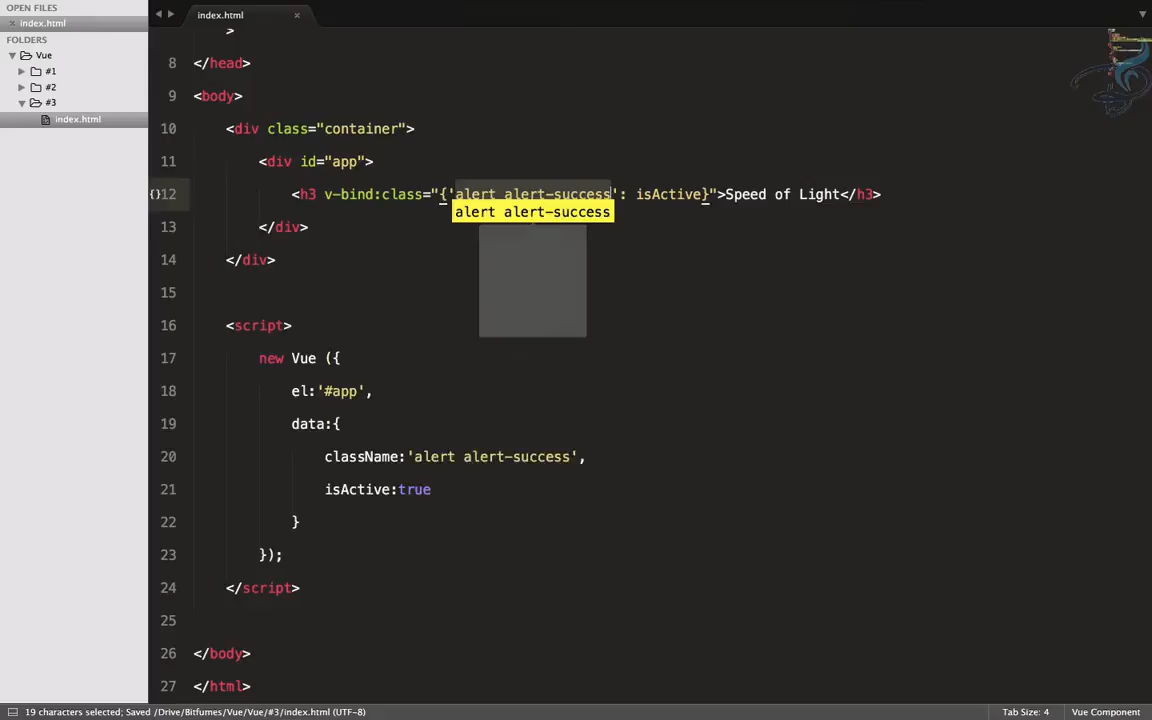 OPEN FILES
× index.html
FOLDERS
Vue
#1
#2
#3
index.html
index.html ×
>
8 </head>
9 <body>
10 <div class="container">
11 <div id="app">
{}12 <h3 v-bind:class="{'alert alert-success': isActive}">Speed of Light</h3>
alert alert-success
13 </div>
14 </div>
15
16 <script>
17 new Vue ({
18 el:'#app',
19 data:{
20 className:'alert alert-success',
21 isActive:true
22 }
23 });
24 </script>
25
26 </body>
27 </html>
19 characters selected; Saved /Drive/Bitfumes/Vue/Vue/#3/index.html (UTF-8) Tab Size: 4 Vue Component